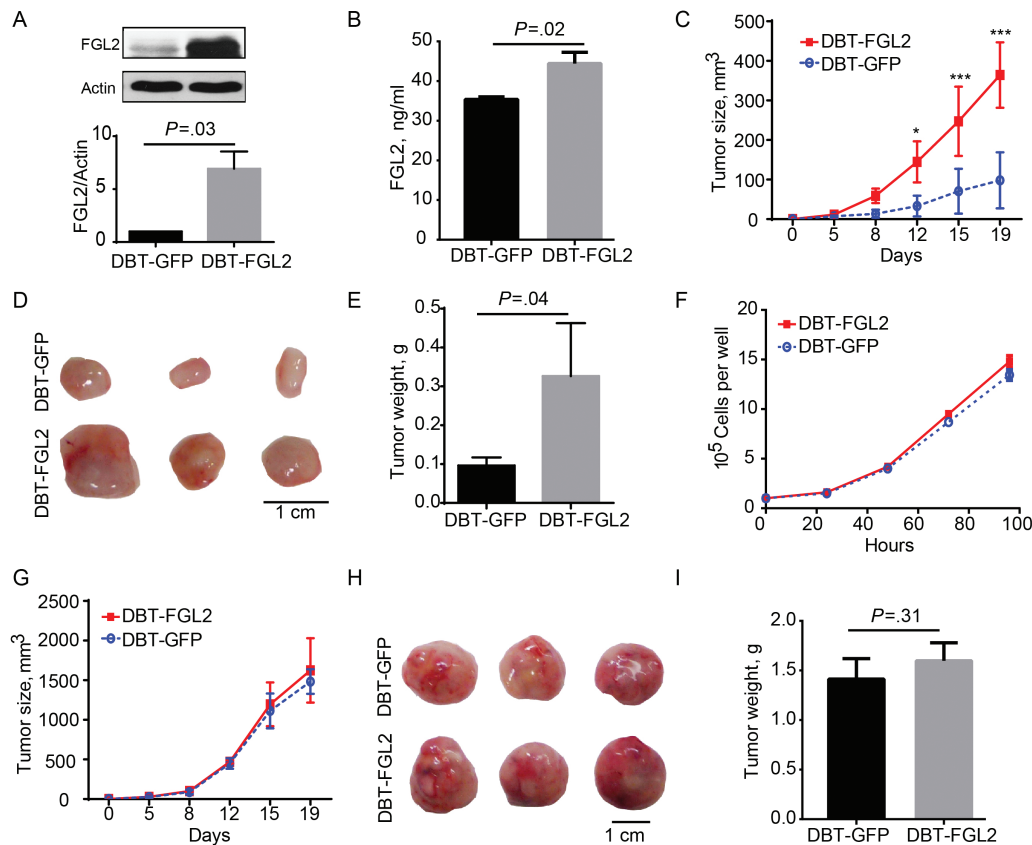 A
FGL2
Actin
P=.03
FGL2/Actin
10
5
0
DBT-GFP DBT-FGL2
B
P=.02
FGL2, ng/ml
50
40
30
20
10
0
DBT-GFP DBT-FGL2
C
DBT-FGL2
DBT-GFP
Tumor size, mm3
500
400
300
200
100
0
* *** ***
0 5 8 12 15 19
Days
D
DBT-GFP
DBT-FGL2
1 cm
E
P=.04
Tumor weight, g
0.5
0.4
0.3
0.2
0.1
0.0
DBT-GFP DBT-FGL2
F
DBT-FGL2
DBT-GFP
10⁵ Cells per well
20
15
10
5
0
0 20 40 60 80 100
Hours
G
DBT-FGL2
DBT-GFP
Tumor size, mm3
2500
2000
1500
1000
500
0
0 5 8 12 15 19
Days
H
DBT-GFP
DBT-FGL2
1 cm
I
P=.31
Tumor weight, g
2.0
1.5
1.0
0.5
0.0
DBT-GFP DBT-FGL2